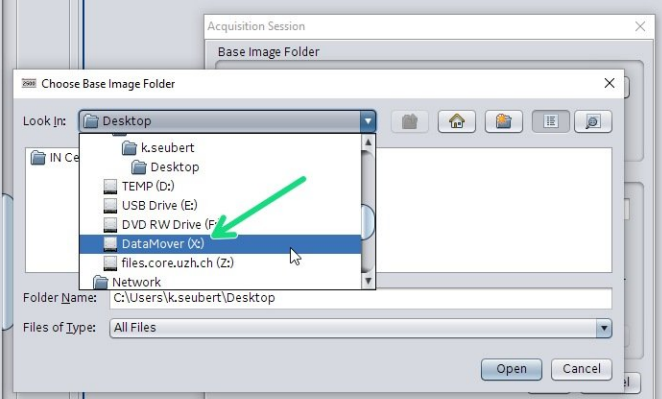 Acquisition Session
Base Image Folder
Choose Base Image Folder
Look In:
Desktop
IN Ce
k.seubert
Desktop
TEMP (D:)
USB Drive (E:)
DVD RW Drive (F:
DataMover (X:)
files.core.uzh.ch (Z:)
Network
Folder Name: C:\Users\k.seubert\Desktop
Files of Type: All Files
Open Cancel